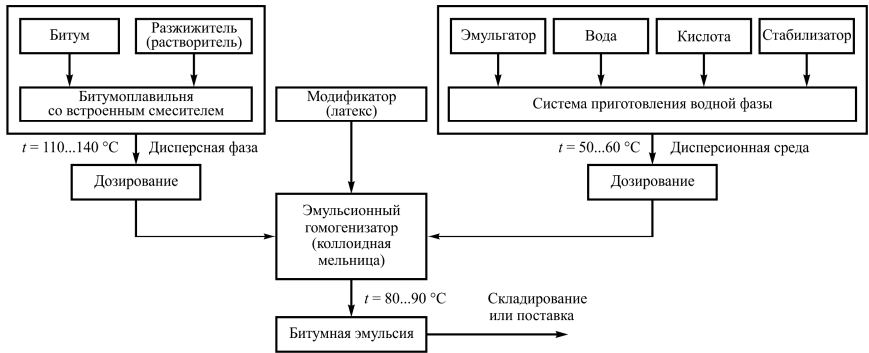 Битум
Разжижитель
(растворитель)
Битумоплавильня
со встроенным смесителем
Модификатор
(латекс)
Эмульгатор
Вода
Кислота
Стабилизатор
Система приготовления водной фазы
t = 110...140 °C
Дисперсная фаза
t = 50...60 °C
Дисперсионная среда
Дозирование
Дозирование
Эмульсионный
гомогенизатор
(коллоидная
мельница)
t = 80...90 °C
Складирование
или поставка
Битумная эмульсия